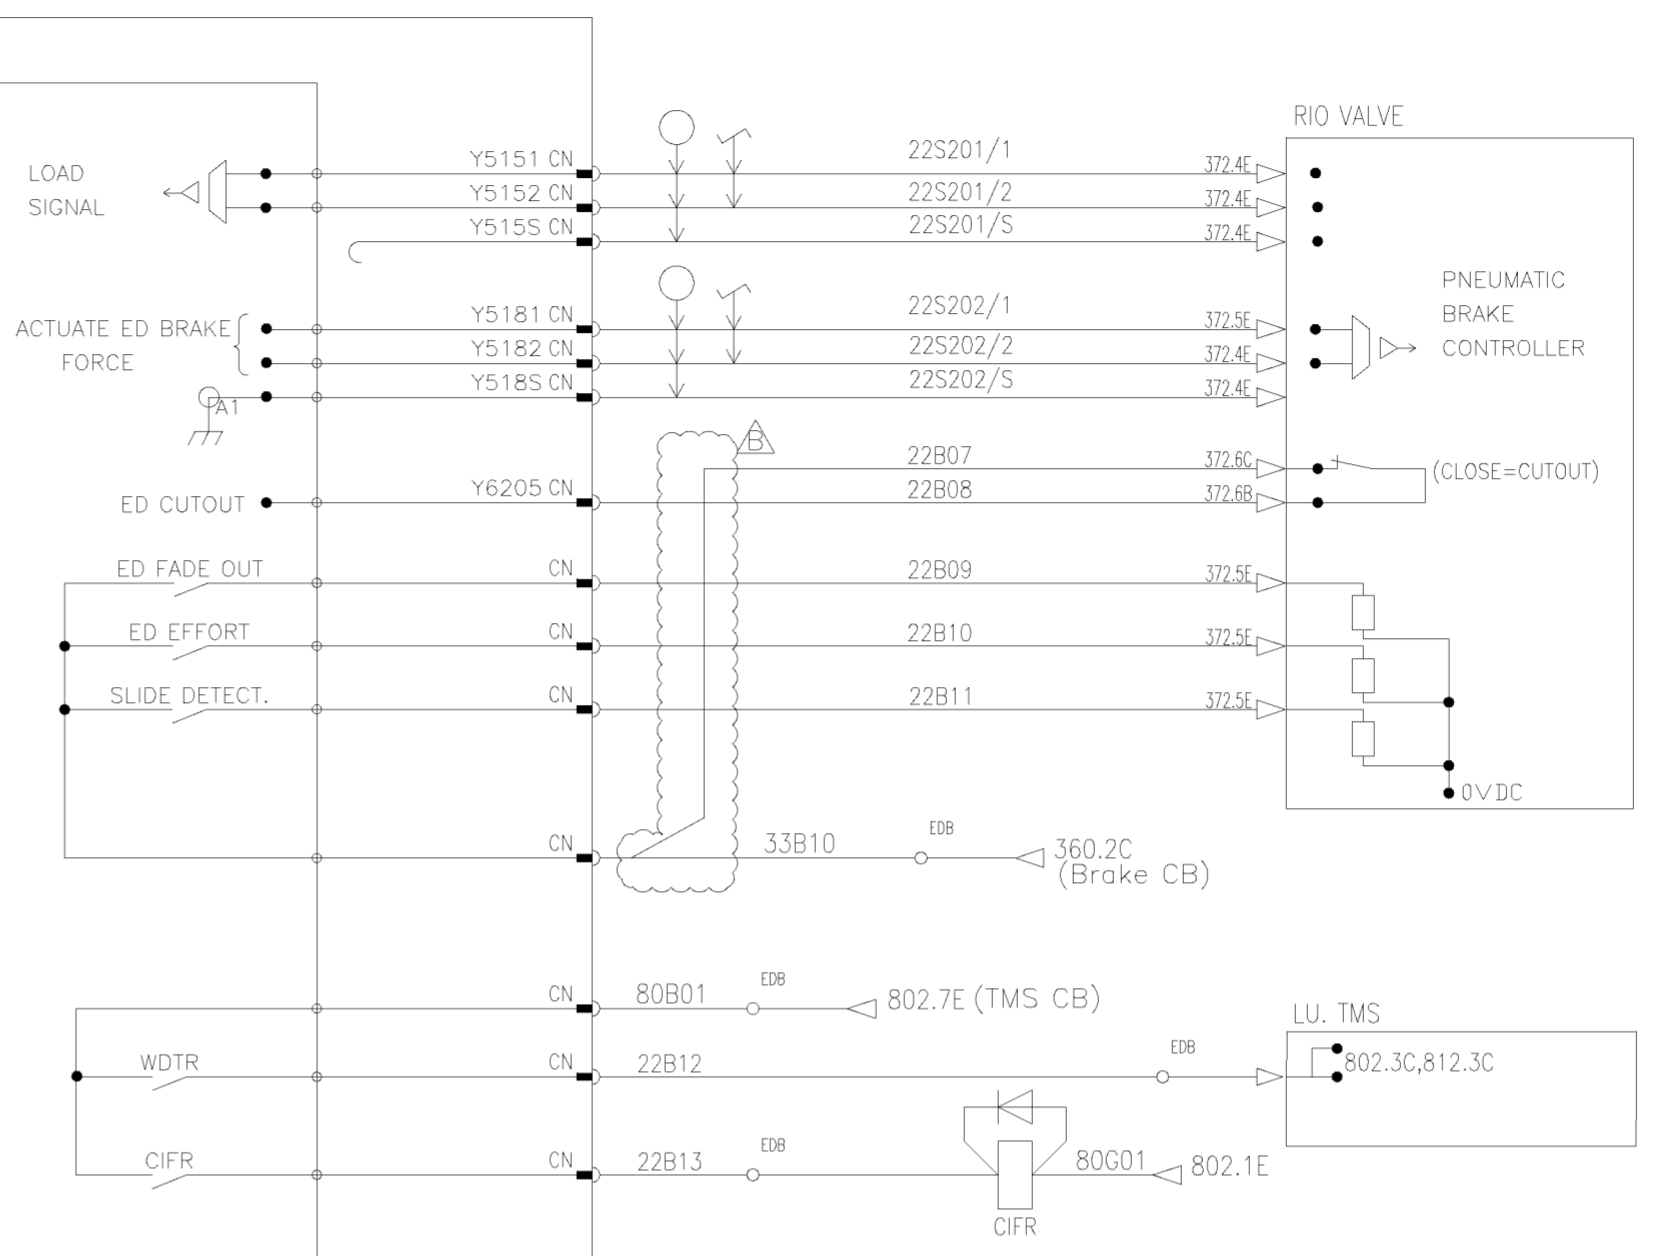 RIO VALVE
LOAD
SIGNAL
Y5151 CN
22S201/1
372.4E
Y5152 CN
22S201/2
372.4E
Y515S CN
22S201/S
372.4E
PNEUMATIC
BRAKE
CONTROLLER
ACTUATE ED BRAKE
FORCE
Y5181 CN
22S202/1
372.5E
Y5182 CN
22S202/2
372.4E
A1
Y518S CN
22S202/S
372.4E
B
22B07
372.6C
(CLOSE=CUTOUT)
ED CUTOUT
Y6205 CN
22B08
372.6B
ED FADE OUT
CN
22B09
372.5E
ED EFFORT
CN
22B10
372.5E
SLIDE DETECT.
CN
22B11
372.5E
0VDC
CN
33B10
EDB
360.2C
(Brake CB)
CN
80B01
EDB
802.7E (TMS CB)
LU. TMS
WDTR
CN
22B12
EDB
802.3C,812.3C
CIFR
CN
22B13
EDB
80G01
802.1E
CIFR